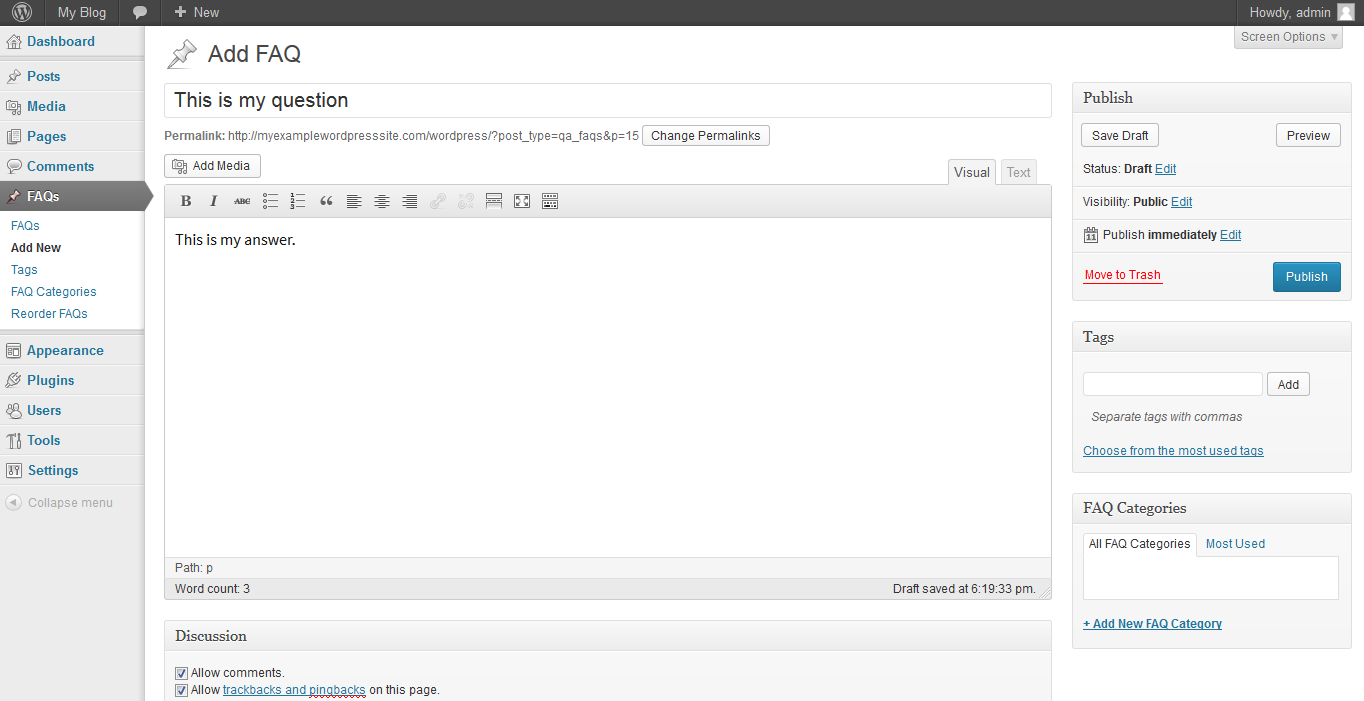 My Blog
New
Howdy, admin
Screen Options
Dashboard
Posts
Media
Pages
Comments
FAQs
FAQs
Add New
Tags
FAQ Categories
Reorder FAQs
Appearance
Plugins
Users
Tools
Settings
Collapse menu
Add FAQ
This is my question
Permalink: http://myexamplewordpresssite.com/wordpress/?post_type=qa_faqs&p=15 Change Permalinks
Add Media
Visual Text
B I ABC
This is my answer.
Path: p
Word count: 3 Draft saved at 6:19:33 pm.
Discussion
Allow comments.
Allow trackbacks and pingbacks on this page.
Publish
Save Draft Preview
Status: Draft Edit
Visibility: Public Edit
11 Publish immediately Edit
Move to Trash Publish
Tags
Add
Separate tags with commas
Choose from the most used tags
FAQ Categories
All FAQ Categories Most Used
+ Add New FAQ Category